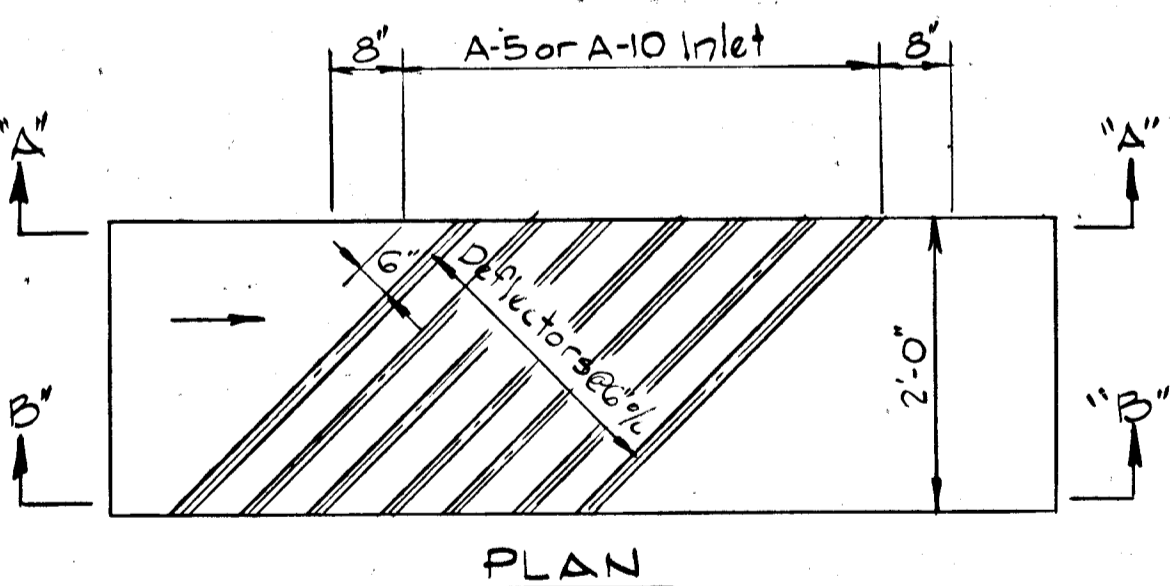 8" A-5 or A-10 Inlet 8"
"A" "A"
6" Deflectors @6"o/c
2'-0"
B" "B"
PLAN